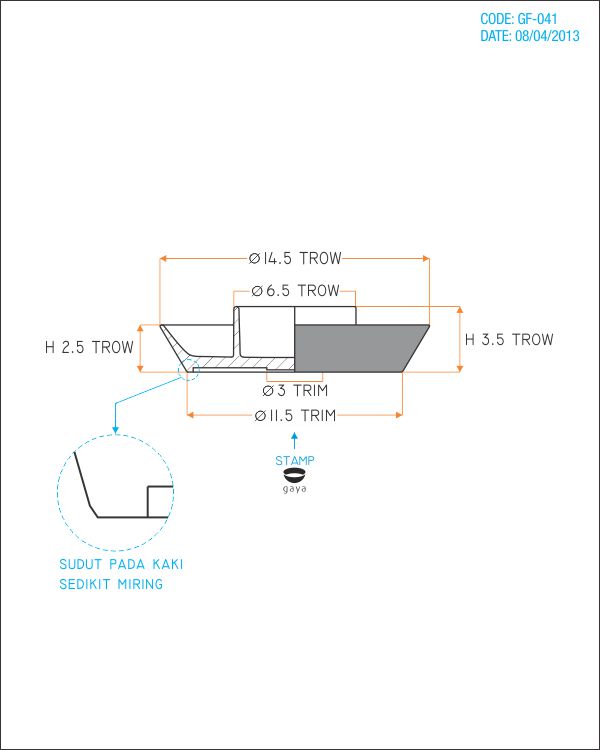 CODE: GF-041
DATE: 08/04/2013
Ø14.5 TROW
Ø6.5 TROW
H 2.5 TROW
H 3.5 TROW
Ø3 TRIM
Ø11.5 TRIM
STAMP
gaya
SUDUT PADA KAKI
SEDIKIT MIRING